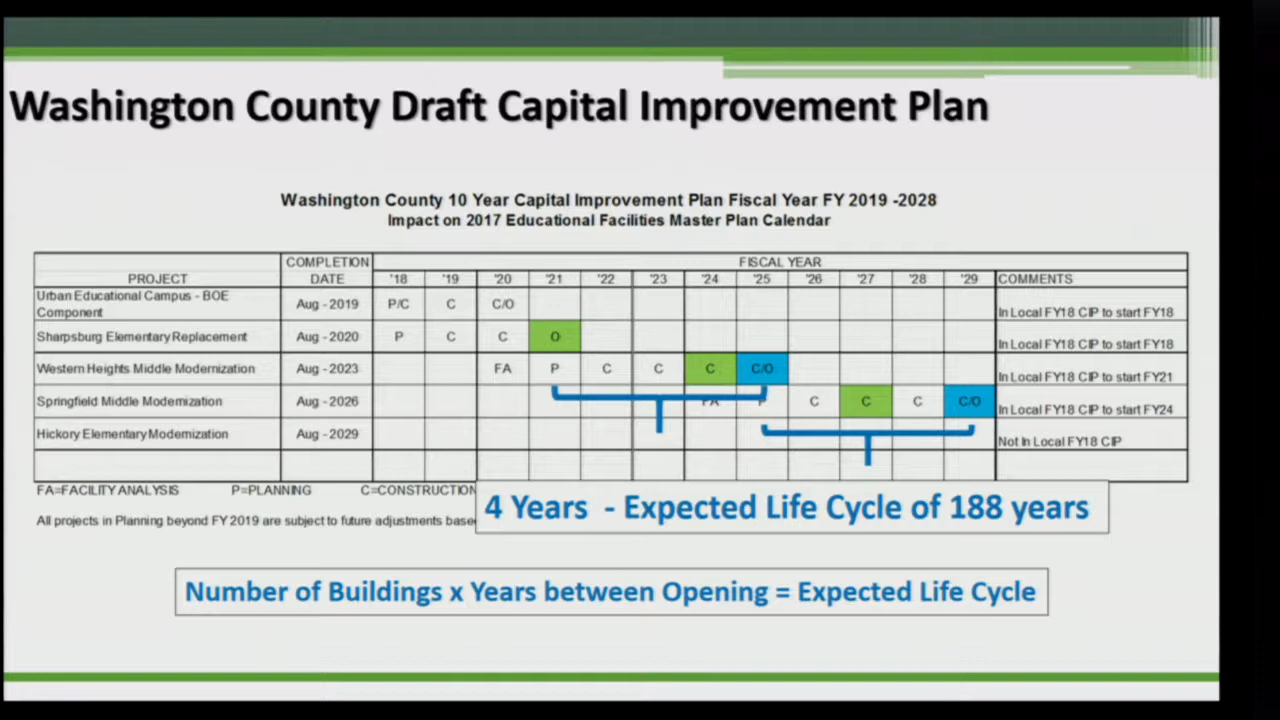 Washington County Draft Capital Improvement Plan
Washington County 10 Year Capital Improvement Plan Fiscal Year FY 2019 -2028
Impact on 2017 Educational Facilities Master Plan Calendar
COMPLETION FISCAL YEAR
PROJECT DATE '18 '19 '20 '21 '22 '23 '24 '25 '26 '27 '28 '29 COMMENTS
Urban Educational Campus - BOE
Component Aug - 2019 P/C C C/O In Local FY18 CIP to start FY18
Sharpsburg Elementary Replacement Aug - 2020 P C C O In Local FY18 CIP to start FY18
Western Heights Middle Modernization Aug - 2023 FA P C C C C/O In Local FY18 CIP to start FY21
Springfield Middle Modernization Aug - 2026 FA P C C C C/O In Local FY18 CIP to start FY24
Hickory Elementary Modernization Aug - 2029 Not In Local FY18 CIP
FA=FACILITY ANALYSIS P=PLANNING C=CONSTRUCTION
4 Years - Expected Life Cycle of 188 years
All projects in Planning beyond FY 2019 are subject to future adjustments
Number of Buildings x Years between Opening = Expected Life Cycle